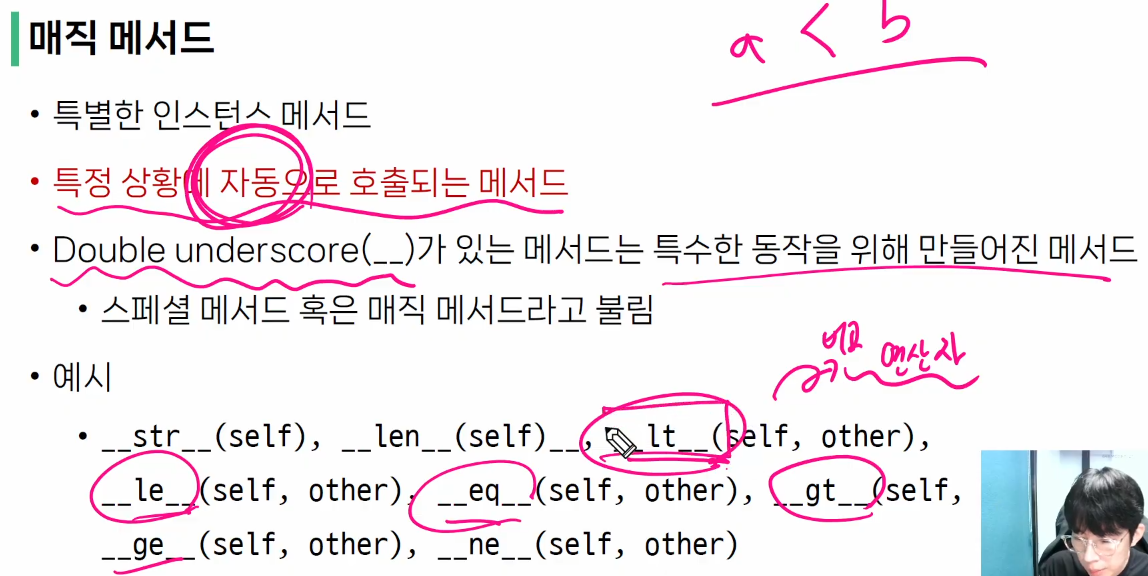 매직 메서드
a < b
• 특별한 인스턴스 메서드
• 특정 상황에 자동으로 호출되는 메서드
• Double underscore(__)가 있는 메서드는 특수한 동작을 위해 만들어진 메서드
• 스페셜 메서드 혹은 매직 메서드라고 불림
비교 연산자
• 예시
• __str__(self), __len__(self)__, __lt__(self, other),
__le__(self, other), __eq__(self, other), __gt__(self,
__ge__(self, other), __ne__(self, other)